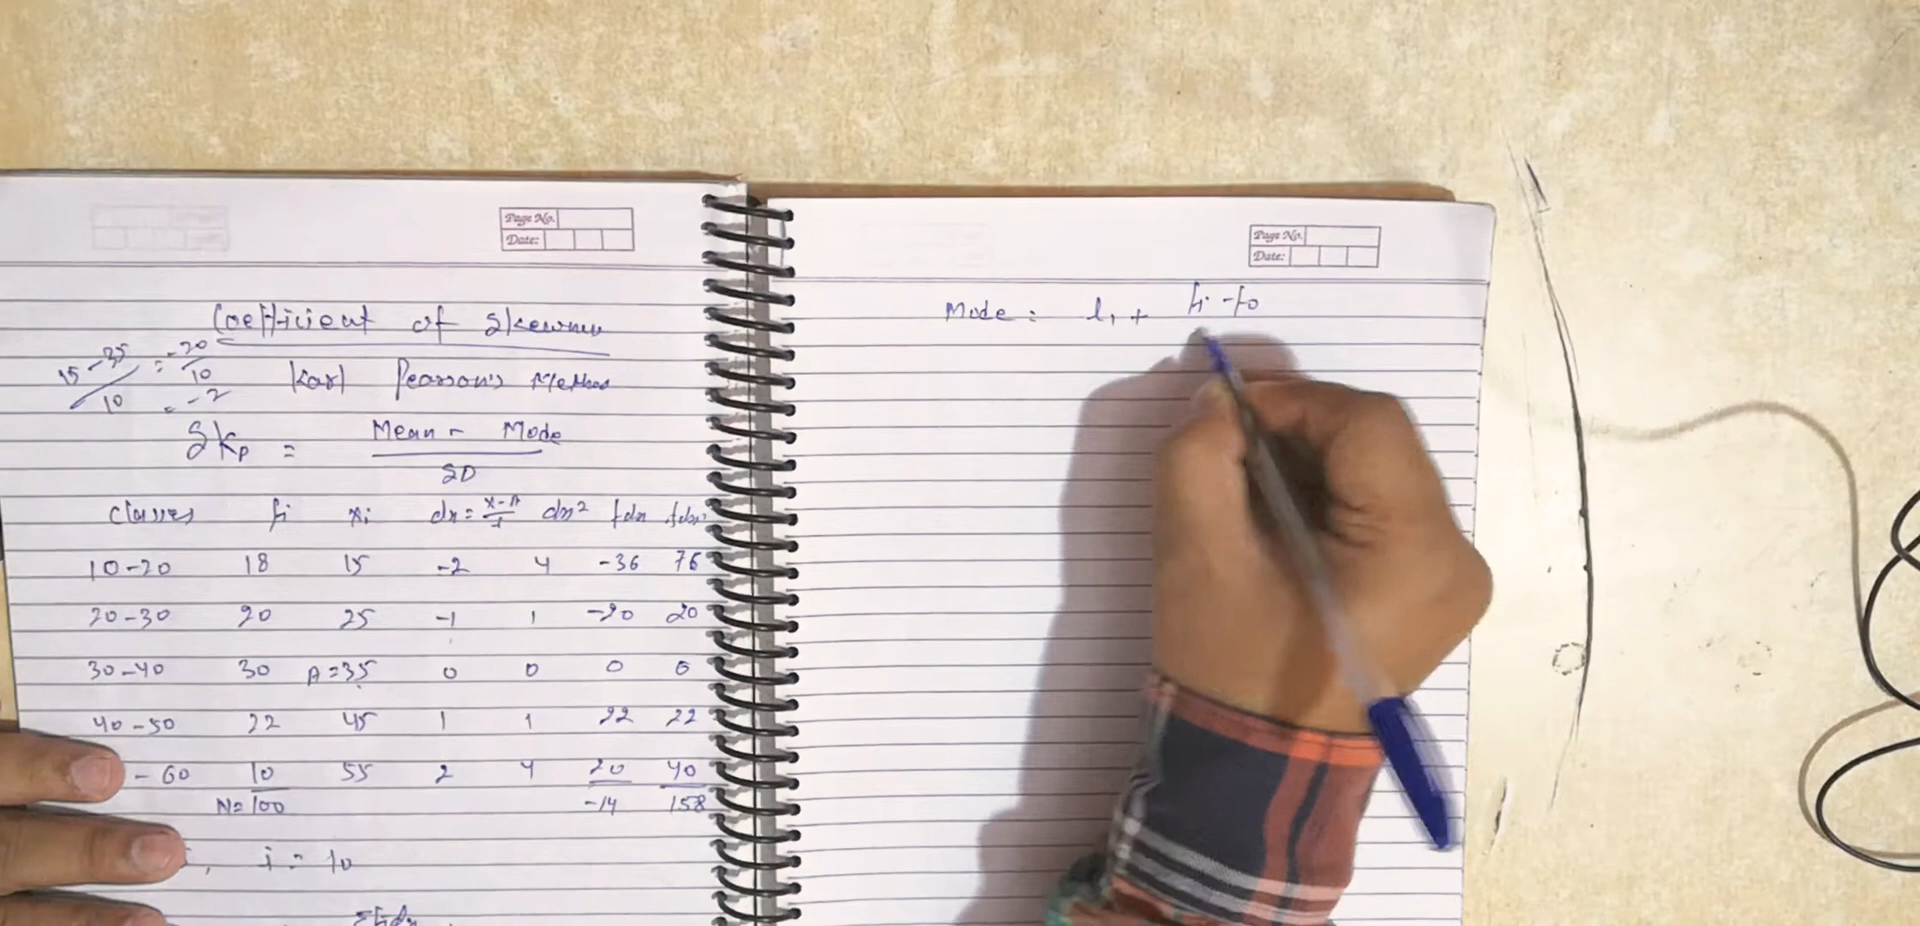 Page No.
Date:
Coefficient of Skewness
15-35/10 = -20/10
= -2
Karl Pearson's Method
Skp = Mean - Mode / SD
classes fi xi dx = x-A/i dx² fdx fdx²
10-20 18 15 -2 4 -36 76
20-30 20 25 -1 1 -20 20
30-40 30 A=35 0 0 0 0
40-50 22 45 1 1 22 22
-60 10 55 2 4 20 40
N=100 -14 158
, i = 10
Σfidx
Page No.
Date:
Mode = l1 + fi - f0